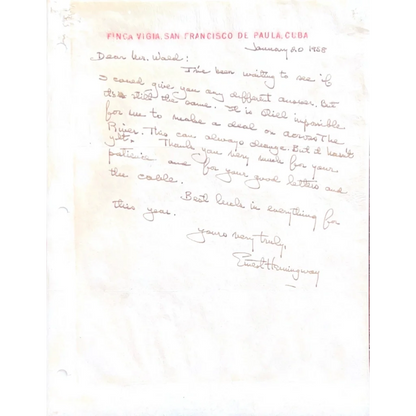 FINCA VIGIA, SAN FRANCISCO DE PAULA, CUBA
January 20 1958
Dear Mr. Wald:
I've been waiting to see if
I could give you any different answer. But
it's still the same. It is still impossible
for me to make a deal on Across The
River. This can always change. But it hasn't
yet. Thank you very much for your
patience and for your good letters and
the cable.
Best luck in everything for
this year.
yours very truly,
Ernest Hemingway